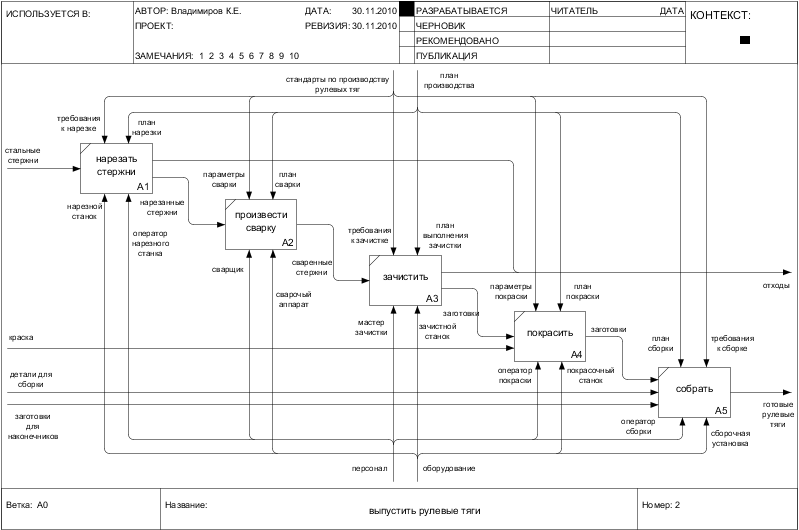 ИСПОЛЬЗУЕТСЯ В:
АВТОР: Владимиров К.Е.
ДАТА: 30.11.2010
ПРОЕКТ:
РЕВИЗИЯ: 30.11.2010
ЗАМЕЧАНИЯ: 1 2 3 4 5 6 7 8 9 10
РАЗРАБАТЫВАЕТСЯ
ЧЕРНОВИК
РЕКОМЕНДОВАНО
ПУБЛИКАЦИЯ
ЧИТАТЕЛЬ
ДАТА
КОНТЕКСТ:
стандарты по производству
рулевых тяг
план
производства
требования
к нарезке
план
нарезки
стальные
стержни
нарезать
стержни
A1
параметры
сварки
план
сварки
нарезной
станок
нарезанные
стержни
оператор
нарезного
станка
произвести
сварку
A2
требования
к зачистке
план
выполнения
зачистки
сварщик
сваренные
стержни
сварочый
аппарат
зачистить
A3
параметры
покраски
план
покраски
отходы
мастер
зачистки
зачистной
станок
заготовки
покрасить
A4
заготовки
план
сборки
требования
к сборке
краска
оператор
покраски
покрасочный
станок
детали для
сборки
собрать
A5
заготовки
для
наконечников
готовые
рулевые
тяги
оператор
сборки
сборочная
установка
персонал
оборудование
Ветка: A0
Название:
выпустить рулевые тяги
Номер: 2